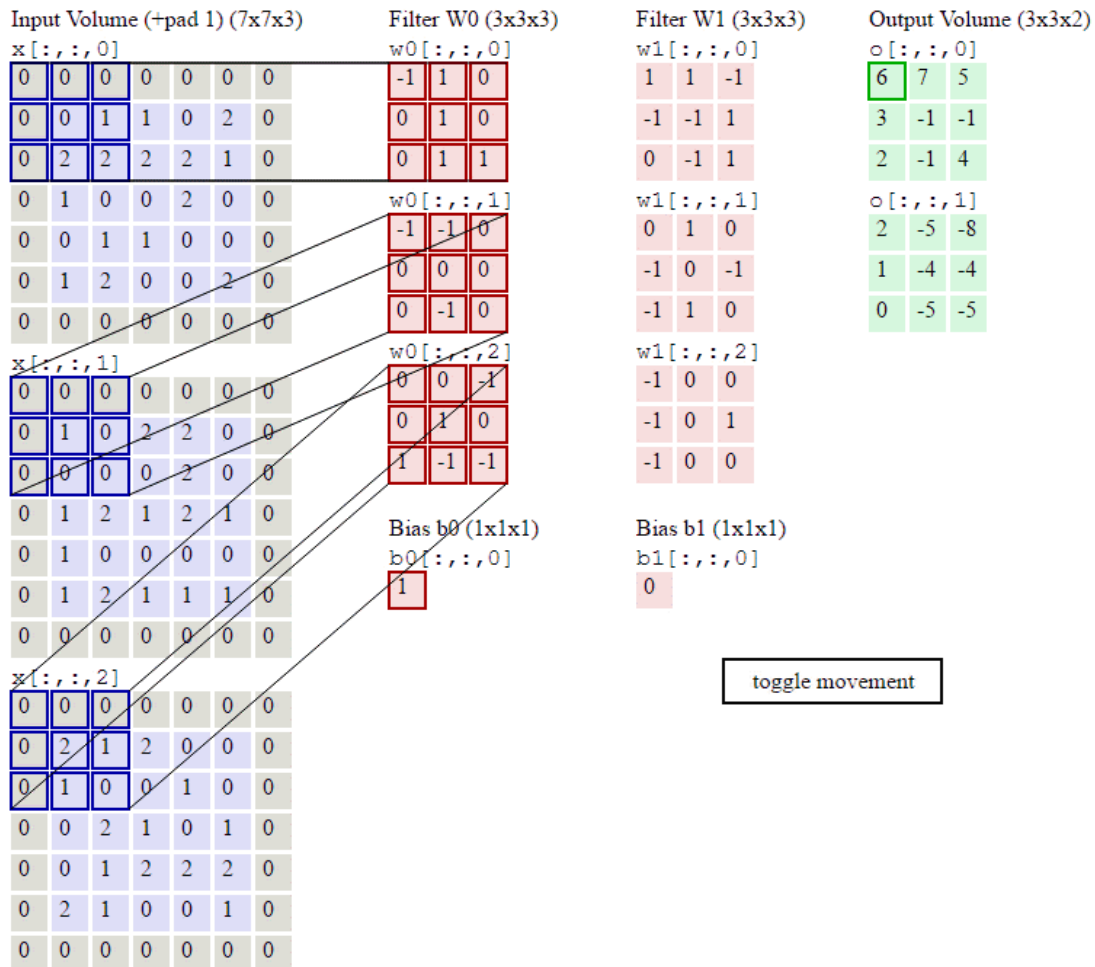 Input Volume (+pad 1) (7x7x3)
x[:,:,0]
0 0 0 0 0 0 0
0 0 1 1 0 2 0
0 2 2 2 2 1 0
0 1 0 0 2 0 0
0 0 1 1 0 0 0
0 1 2 0 0 2 0
0 0 0 0 0 0 0
x[:,:,1]
0 0 0 0 0 0 0
0 1 0 2 2 0 0
0 0 0 0 2 0 0
0 1 2 1 2 1 0
0 1 0 0 0 0 0
0 1 2 1 1 1 0
0 0 0 0 0 0 0
x[:,:,2]
0 0 0 0 0 0 0
0 2 1 2 0 0 0
0 1 0 0 1 0 0
0 0 2 1 0 1 0
0 0 1 2 2 2 0
0 2 1 0 0 1 0
0 0 0 0 0 0 0
Filter W0 (3x3x3)
w0[:,:,0]
-1 1 0
0 1 0
0 1 1
w0[:,:,1]
-1 -1 0
0 0 0
0 -1 0
w0[:,:,2]
0 0 -1
0 1 0
1 -1 -1
Bias b0 (1x1x1)
b0[:,:,0]
1
Filter W1 (3x3x3)
w1[:,:,0]
1 1 -1
-1 -1 1
0 -1 1
w1[:,:,1]
0 1 0
-1 0 -1
-1 1 0
w1[:,:,2]
-1 0 0
-1 0 1
-1 0 0
Bias b1 (1x1x1)
b1[:,:,0]
0
Output Volume (3x3x2)
o[:,:,0]
6 7 5
3 -1 -1
2 -1 4
o[:,:,1]
2 -5 -8
1 -4 -4
0 -5 -5
toggle movement